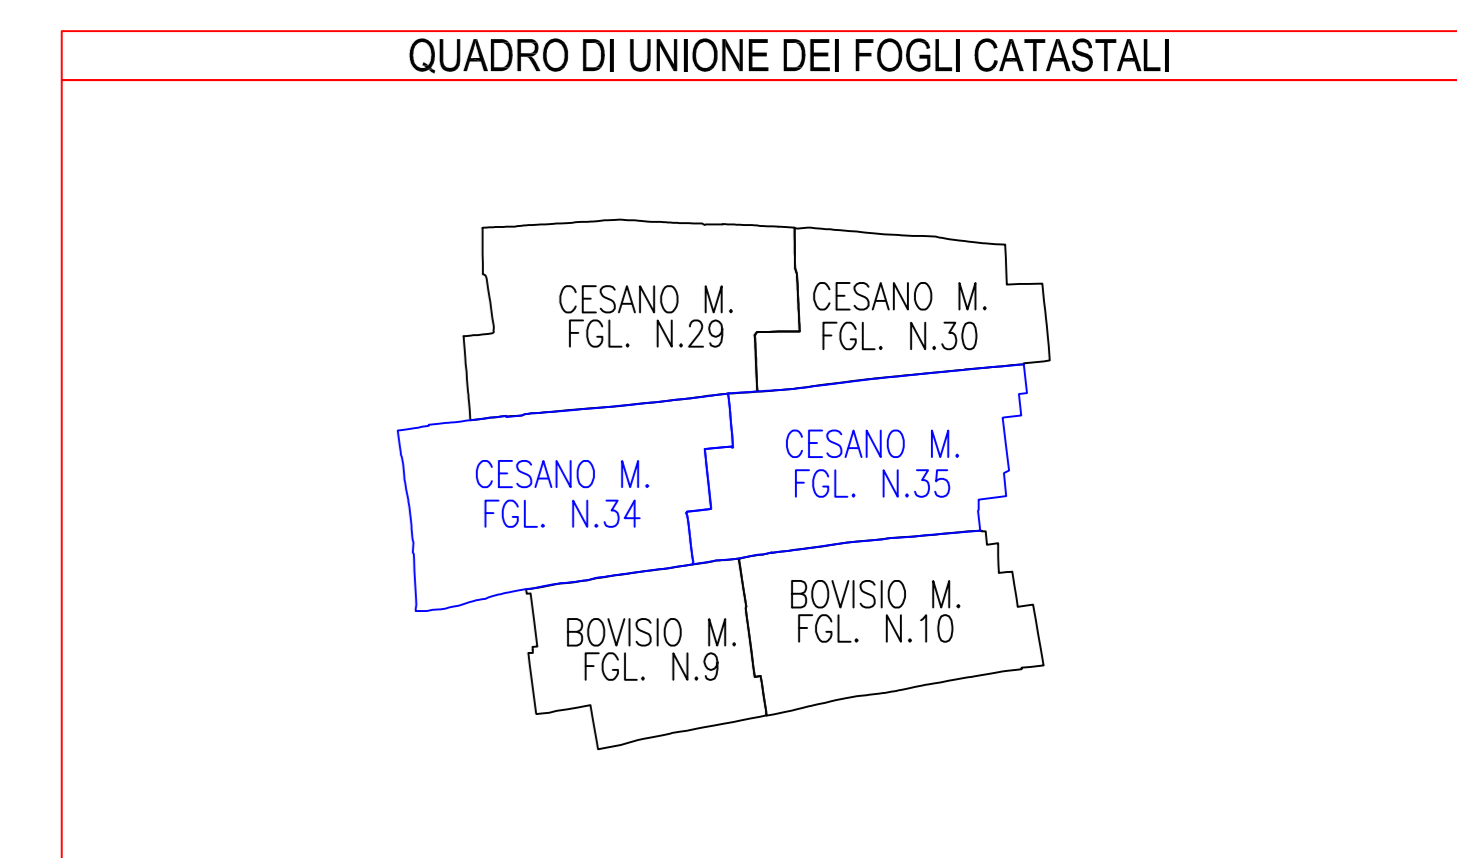 QUADRO DI UNIONE DEI FOGLI CATASTALI
CESANO M.
FGL. N.29
CESANO M.
FGL. N.30
CESANO M.
FGL. N.34
CESANO M.
FGL. N.35
BOVISIO M.
FGL. N.9
BOVISIO M.
FGL. N.10